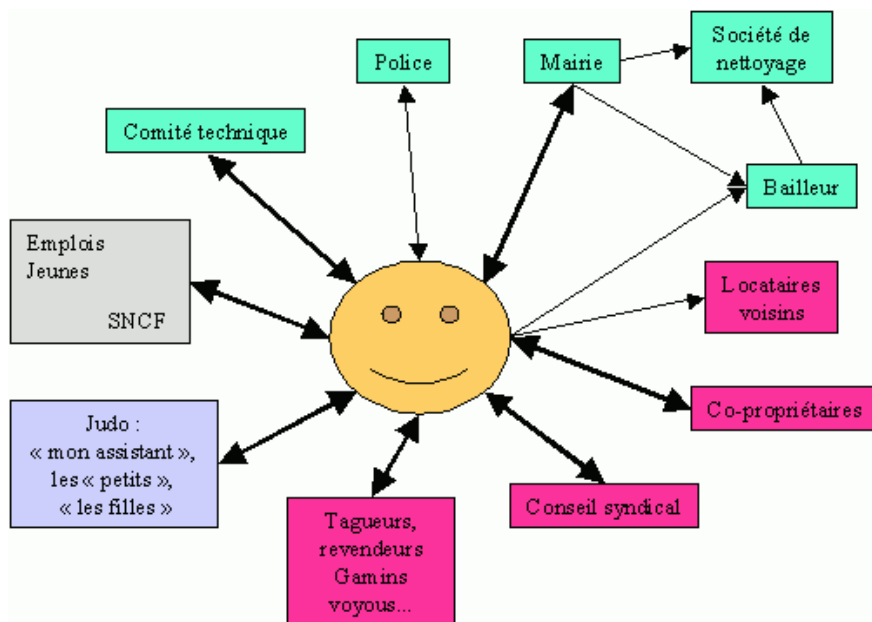 Police
Mairie
Société de
nettoyage
Comité technique
Bailleur
Emplois
Jeunes
SNCF
Locataires
voisins
Co-propriétaires
Judo :
« mon assistant »,
les « petits »,
« les filles »
Conseil syndical
Tagueurs,
revendeurs
Gamins
voyous...